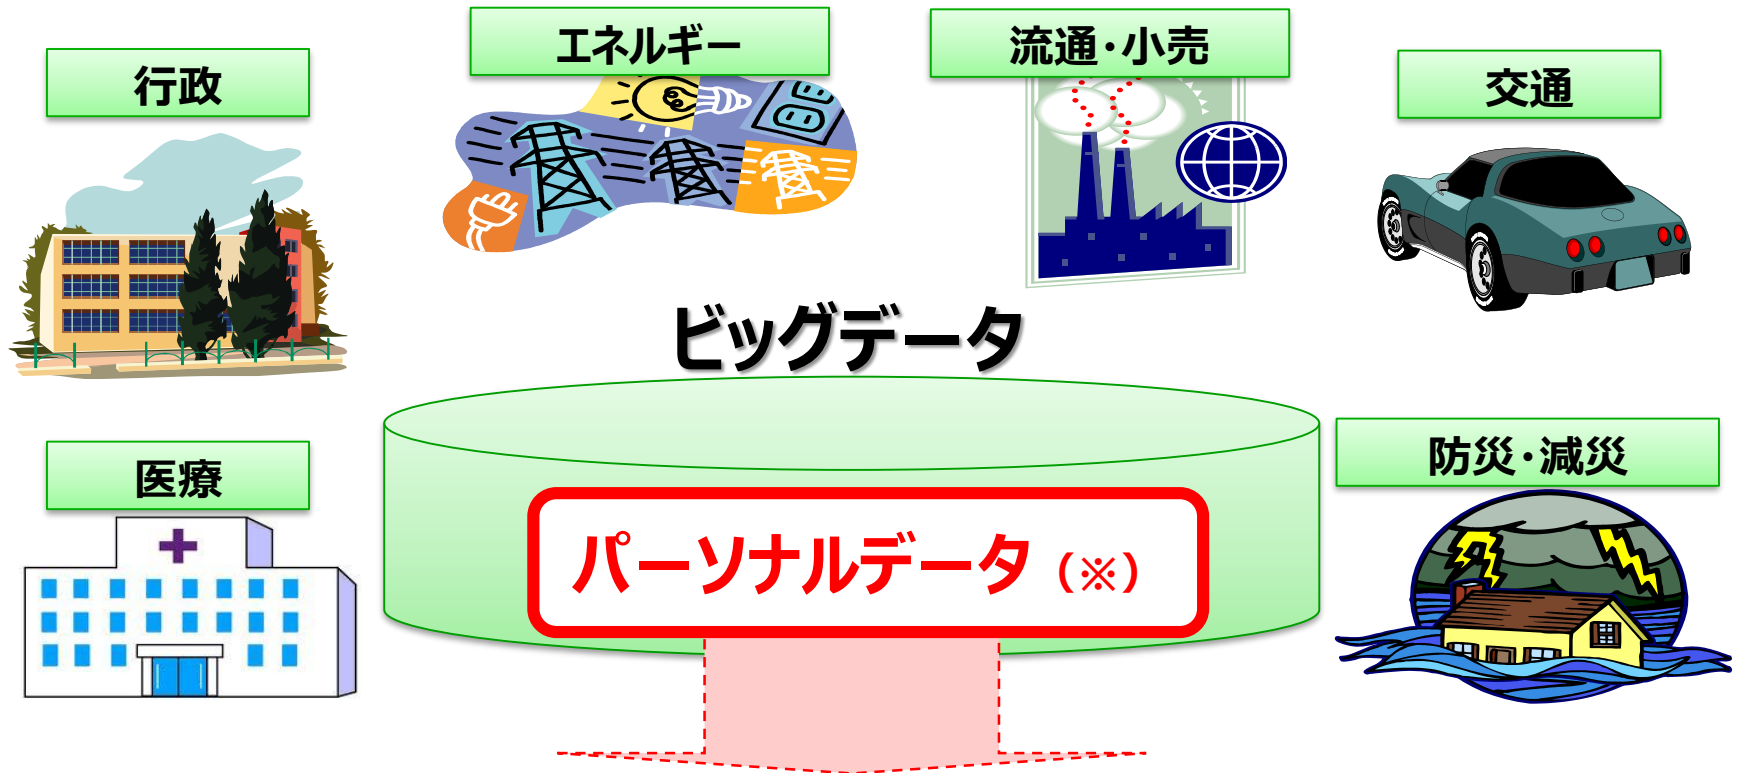 エネルギー
流通・小売
行政
交通
ビッグデータ
医療
防災・減災
パーソナルデータ（※）